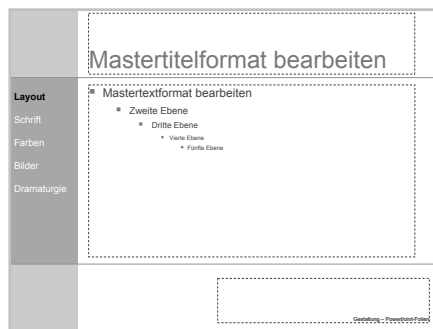 Mastertitelformat bearbeiten
Layout
Schrift
Farben
Bilder
Dramaturgie
Mastertextformat bearbeiten
Zweite Ebene
Dritte Ebene
Vierte Ebene
Fünfte Ebene
Gestaltung – PowerPoint-Folien